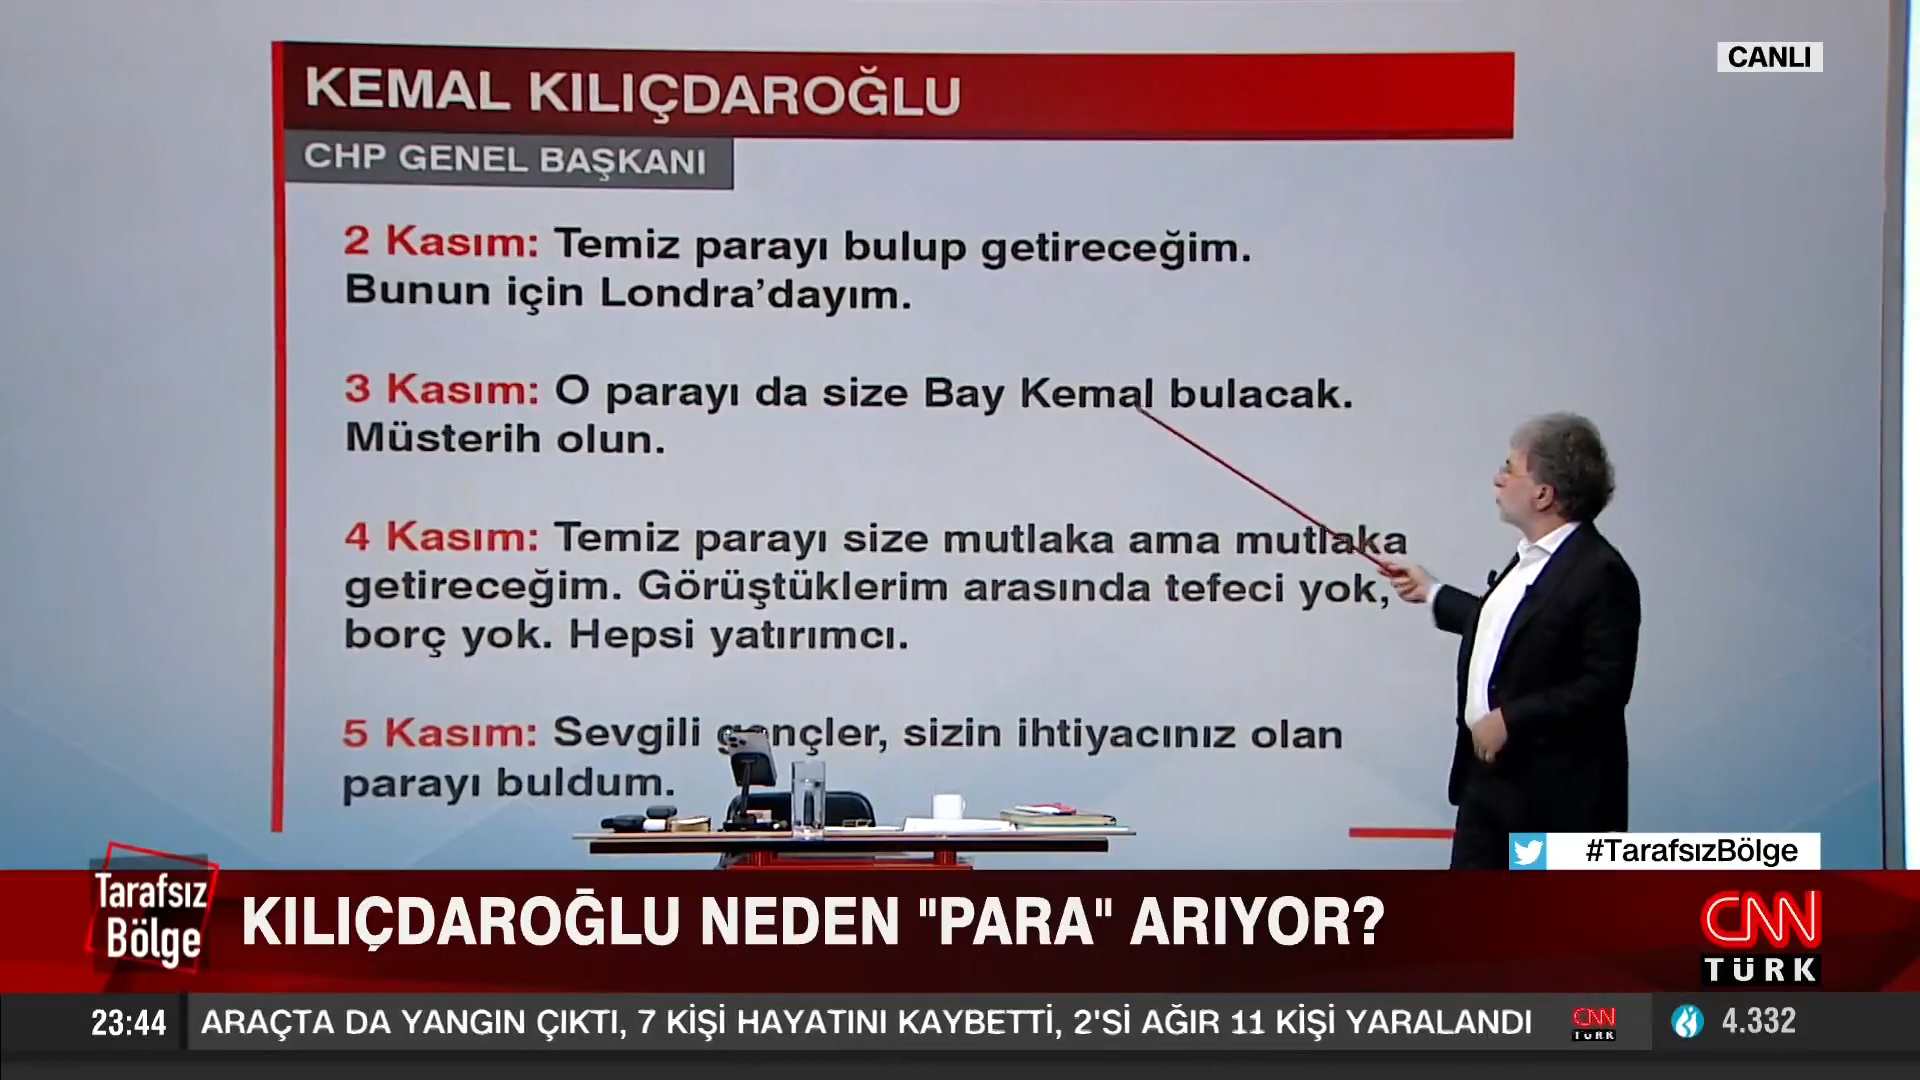 CANLI
KEMAL KILIÇDAROĞLU
CHP GENEL BAŞKANI
2 Kasım: Temiz parayı bulup getireceğim.
Bunun için Londra'dayım.
3 Kasım: O parayı da size Bay Kemal bulacak.
Müsterih olun.
4 Kasım: Temiz parayı size mutlaka ama mutlaka
getireceğim. Görüştüklerim arasında tefeci yok,
borç yok. Hepsi yatırımcı.
5 Kasım: Sevgili gençler, sizin ihtiyacınız olan
parayı buldum.
#TarafsızBölge
Tarafsız
Bölge
KILIÇDAROĞLU NEDEN "PARA" ARIYOR?
CNN
TÜRK
23:44
ARAÇTA DA YANGIN ÇIKTI, 7 KİŞİ HAYATINI KAYBETTİ, 2'Sİ AĞIR 11 KİŞİ YARALANDI
CNN
TÜRK
4.332